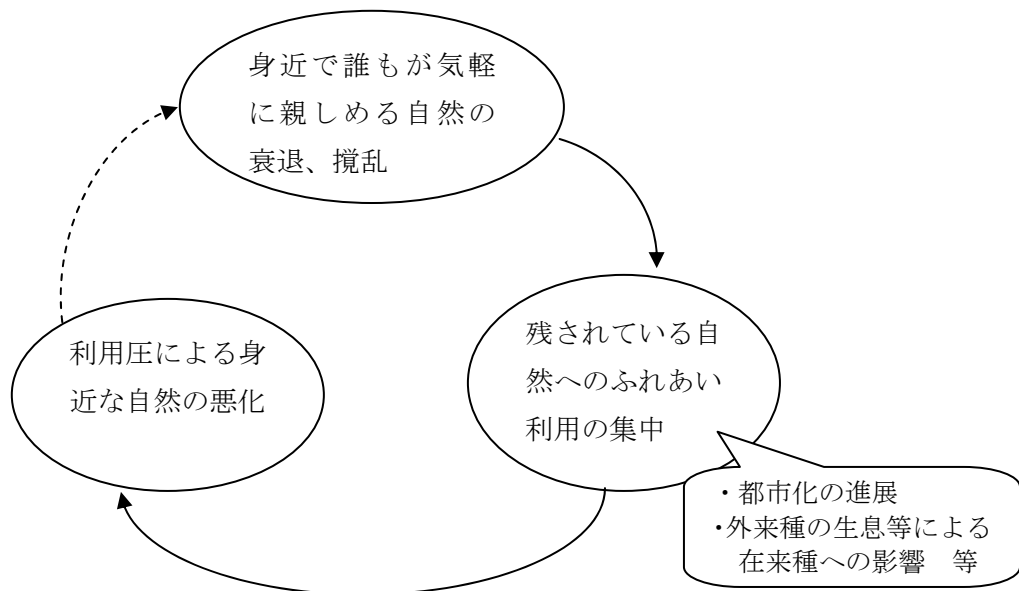 身近で誰もが気軽
に親しめる自然の
衰退、撹乱
残されている自
然へのふれあい
利用の集中
・都市化の進展
・外来種の生息等による
在来種への影響　等
利用圧による身
近な自然の悪化